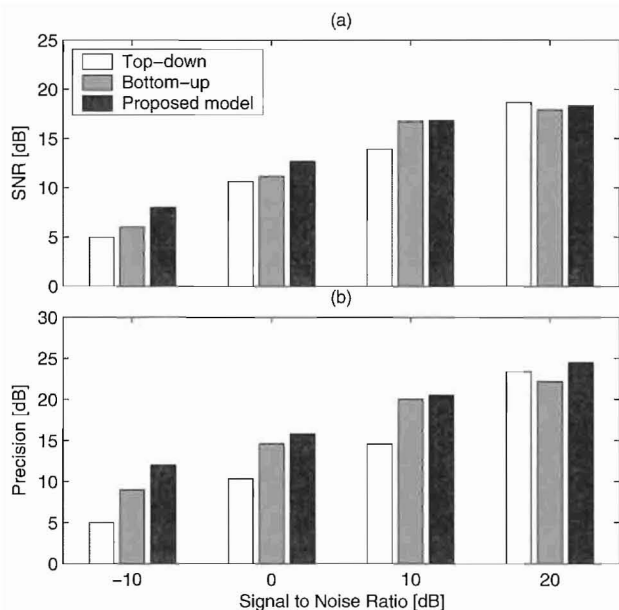 (a)
25
20
15
10
5
0
SNR [dB]
Top-down
Bottom-up
Proposed model
(b)
30
25
20
15
10
5
0
Precision [dB]
-10 0 10 20
Signal to Noise Ratio [dB]